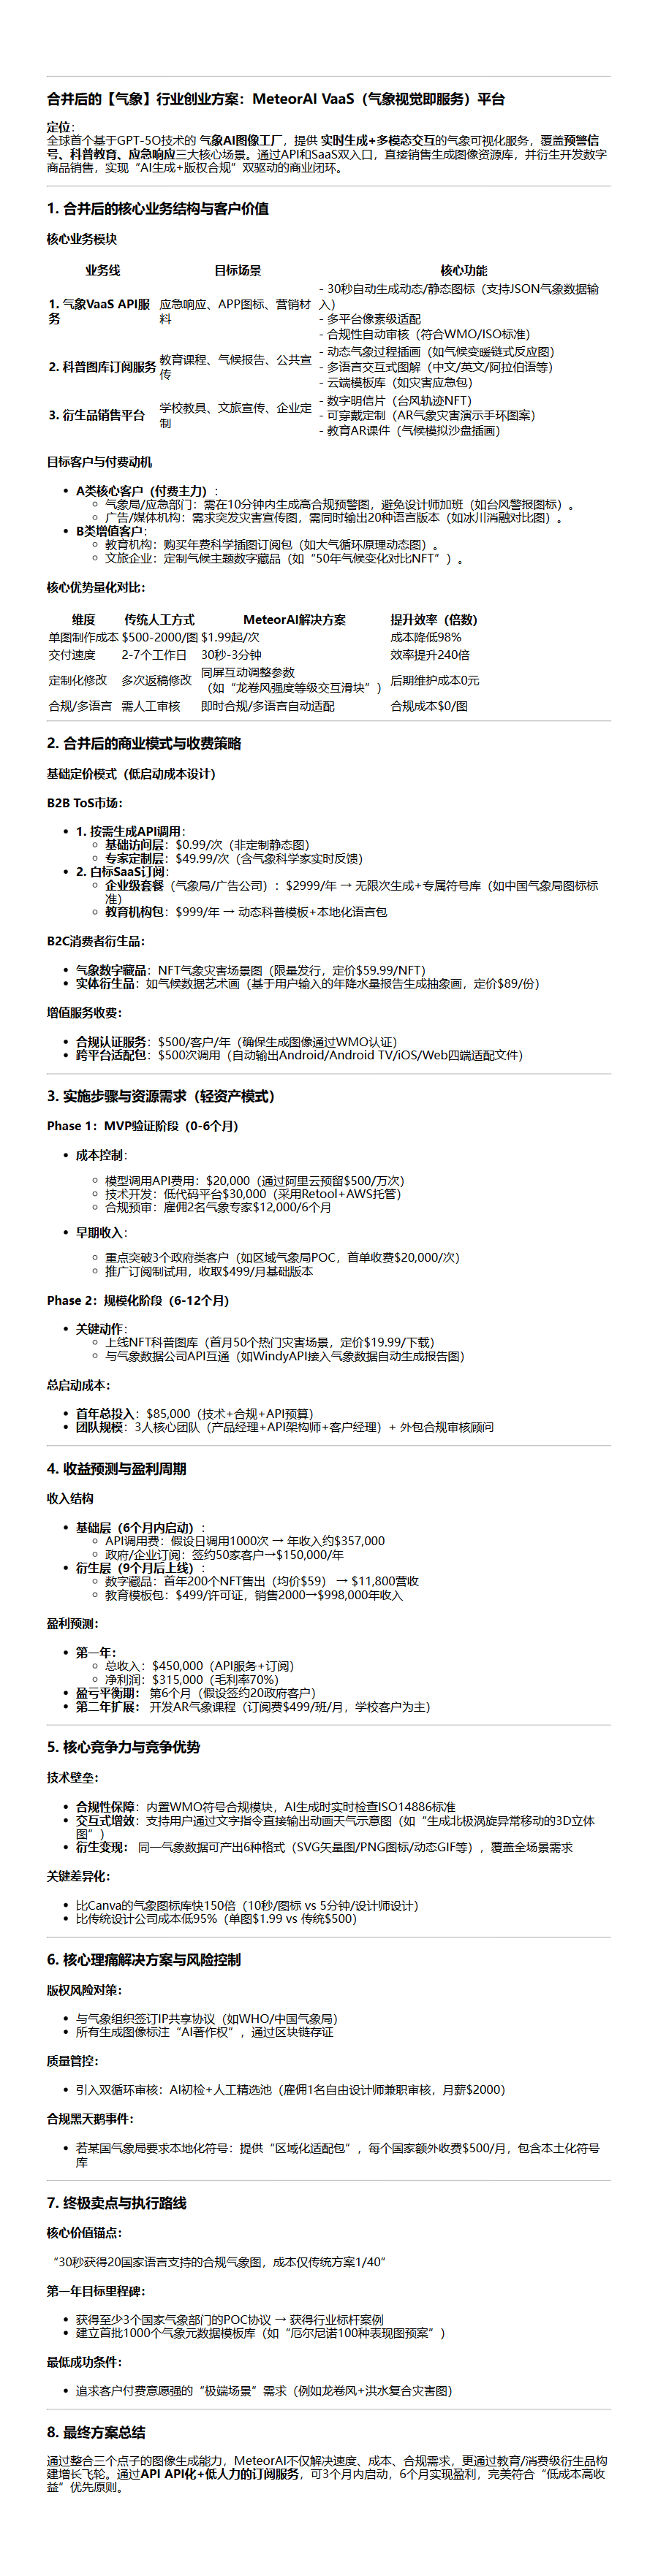 合并后的【气象】行业创业方案：MeteorAI VaaS（气象视觉即服务）平台
定位：
全球首个基于GPT-5O技术的 气象AI图像工厂，提供 实时生成+多模态交互的气象可视化服务，覆盖预警信
号、科普教育、应急响应三大核心场景。通过API和SaaS双入口，直接销售生成图像资源库，并衍生开发数字
商品销售，实现“AI生成+版权合规”双驱动的商业闭环。
1. 合并后的核心业务结构与客户价值
核心业务模块
业务线 目标场景 核心功能
1. 气象VaaS API服
务
应急响应、APP图标、营销材
料
- 30秒自动生成动态/静态图标（支持JSON气象数据输
入）
- 多平台像素级适配
- 合规性自动审核（符合WMO/ISO标准）
2. 科普图库订阅服务
教育课程、气候报告、公共宣
传
- 动态气象过程插画（如气候变暖链式反应图）
- 多语言交互式图解（中文/英文/阿拉伯语等）
- 云端模板库（如灾害应急包）
3. 衍生品销售平台
学校教具、文旅宣传、企业定
制
- 数字明信片（台风轨迹NFT）
- 可穿戴定制（AR气象灾害演示手环图案）
- 教育AR课件（气候模拟沙盘插画）
目标客户与付费动机
• A类核心客户（付费主力）：
◦ 气象局/应急部门：需在10分钟内生成高合规预警图，避免设计师加班（如台风警报图标）。
◦ 广告/媒体机构：需求突发灾害宣传图，需同时输出20种语言版本（如冰川消融对比图）。
• B类增值客户：
◦ 教育机构：购买年费科学插图订阅包（如大气循环原理动态图）。
◦ 文旅企业：定制气候主题数字藏品（如“50年气候变化对比NFT”）。
核心优势量化对比：
维度 传统人工方式 MeteorAI解决方案 提升效率（倍数）
单图制作成本 $500-2000/图 $1.99起/次 成本降低98%
交付速度 2-7个工作日 30秒-3分钟 效率提升240倍
定制化修改 多次返稿修改 同屏互动调整参数
（如“龙卷风强度等级交互滑块”） 后期维护成本0元
合规/多语言 需人工审核 即时合规/多语言自动适配 合规成本$0/图
2. 合并后的商业模式与收费策略
基础定价模式（低启动成本设计）
B2B ToS市场：
• 1. 按需生成API调用：
◦ 基础访问层：$0.99/次（非定制静态图）
◦ 专家定制层：$49.99/次（含气象科学家实时反馈）
• 2. 白标SaaS订阅：
◦ 企业级套餐（气象局/广告公司）：$2999/年 → 无限次生成+专属符号库（如中国气象局图标标
准）
◦ 教育机构包：$999/年 → 动态科普模板+本地化语言包
B2C消费者衍生品：
• 气象数字藏品：NFT气象灾害场景图（限量发行，定价$59.99/NFT）
• 实体衍生品：如气候数据艺术画（基于用户输入的年降水量报告生成抽象画，定价$89/份）
增值服务收费：
• 合规认证服务：$500/客户/年（确保生成图像通过WMO认证）
• 跨平台适配包：$500次调用（自动输出Android/Android TV/iOS/Web四端适配文件）
3. 实施步骤与资源需求（轻资产模式）
Phase 1：MVP验证阶段（0-6个月）
• 成本控制：
◦ 模型调用API费用：$20,000（通过阿里云预留$500/万次）
◦ 技术开发：低代码平台$30,000（采用Retool+AWS托管）
◦ 合规预审：雇佣2名气象专家$12,000/6个月
• 早期收入：
◦ 重点突破3个政府类客户（如区域气象局POC，首单收费$20,000/次）
◦ 推广订阅制试用，收取$499/月基础版本
Phase 2：规模化阶段（6-12个月）
• 关键动作：
◦ 上线NFT科普图库（首月50个热门灾害场景，定价$19.99/下载）
◦ 与气象数据公司API互通（如WindyAPI接入气象数据自动生成报告图）
总启动成本：
• 首年总投入：$85,000（技术+合规+API预算）
• 团队规模：3人核心团队（产品经理+API架构师+客户经理）+ 外包合规审核顾问
4. 收益预测与盈利周期
收入结构
• 基础层（6个月内启动）：
◦ API调用费：假设日调用1000次 → 年收入约$357,000
◦ 政府/企业订阅：签约50家客户→$150,000/年
• 衍生层（9个月后上线）：
◦ 数字藏品：首年200个NFT售出（均价$59） → $11,800营收
◦ 教育模板包：$499/许可证，销售2000→$998,000年收入
盈利预测：
• 第一年：
◦ 总收入：$450,000（API服务+订阅）
◦ 净利润：$315,000（毛利率70%）
• 盈亏平衡期： 第6个月（假设签约20政府客户）
• 第二年扩展： 开发AR气象课程（订阅费$499/班/月，学校客户为主）
5. 核心竞争力与竞争优势
技术壁垒：
• 合规性保障：内置WMO符号合规模块，AI生成时实时检查ISO14886标准
• 交互式增效：支持用户通过文字指令直接输出动画天气示意图（如“生成北极涡旋异常移动的3D立体
图”）
• 衍生变现： 同一气象数据可产出6种格式（SVG矢量图/PNG图标/动态GIF等），覆盖全场景需求
关键差异化：
• 比Canva的气象图标库快150倍（10秒/图标 vs 5分钟/设计师设计）
• 比传统设计公司成本低95%（单图$1.99 vs 传统$500）
6. 核心理痛解决方案与风险控制
版权风险对策：
• 与气象组织签订IP共享协议（如WHO/中国气象局）
• 所有生成图像标注“AI著作权”，通过区块链存证
质量管控：
• 引入双循环审核：AI初检+人工精选池（雇佣1名自由设计师兼职审核，月薪$2000）
合规黑天鹅事件：
• 若某国气象局要求本地化符号：提供“区域化适配包”，每个国家额外收费$500/月，包含本土化符号
库
7. 终极卖点与执行路线
核心价值锚点：
“30秒获得20国家语言支持的合规气象图，成本仅传统方案1/40”
第一年目标里程碑：
• 获得至少3个国家气象部门的POC协议 → 获得行业标杆案例
• 建立首批1000个气象元数据模板库（如“厄尔尼诺100种表现图预案”）
最低成功条件：
• 追求客户付费意愿强的“极端场景”需求（例如龙卷风+洪水复合灾害图）
8. 最终方案总结
通过整合三个点子的图像生成能力，MeteorAI不仅解决速度、成本、合规需求，更通过教育/消费级衍生品构
建增长飞轮。通过API API化+低人力的订阅服务，可3个月内启动，6个月实现盈利，完美符合“低成本高收
益”优先原则。